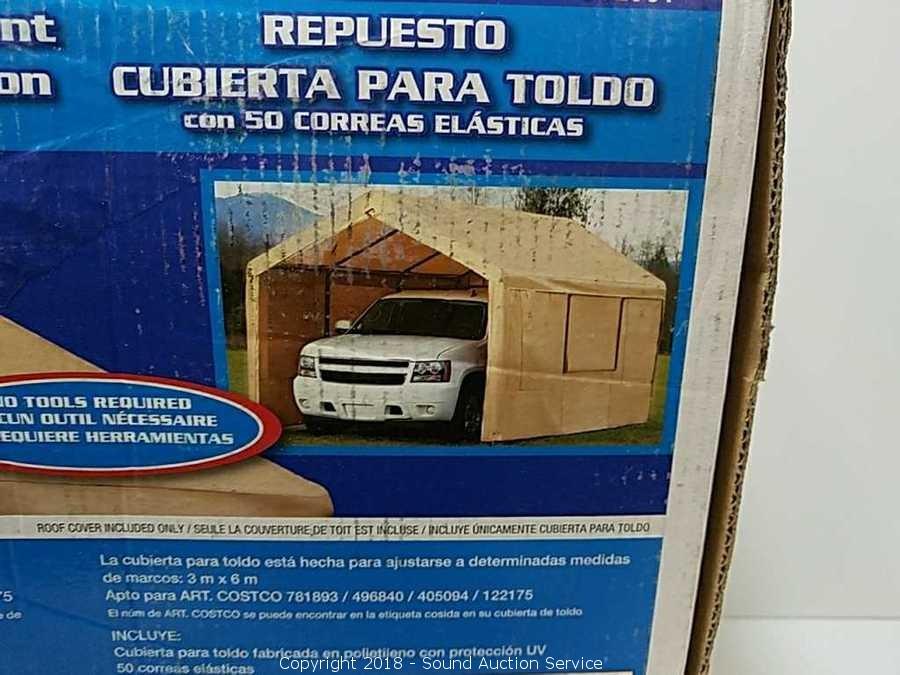 nt
on
REPUESTO
CUBIERTA PARA TOLDO
con 50 CORREAS ELÁSTICAS
NO TOOLS REQUIRED
CUN OUTIL NÉCESSAIRE
EQUIERE HERRAMIENTAS
ROOF COVER INCLUDED ONLY / SEULE LA COUVERTURE DE TOIT EST INCLUSE / INCLUYE ÚNICAMENTE CUBIERTA PARA TOLDO
La cubierta para toldo está hecha para ajustarse a determinadas medidas
de marcos: 3 m x 6 m
75
Apto para ART. COSTCO 781893 / 496840 / 405094 / 122175
e de
El núm de ART. COSTCO se puede encontrar en la etiqueta cosida en su cubierta de toldo
INCLUYE:
Cubierta para toldo fabricada en polietileno con protección UV
50 correas elásticas
Copyright 2018 - Sound Auction Service